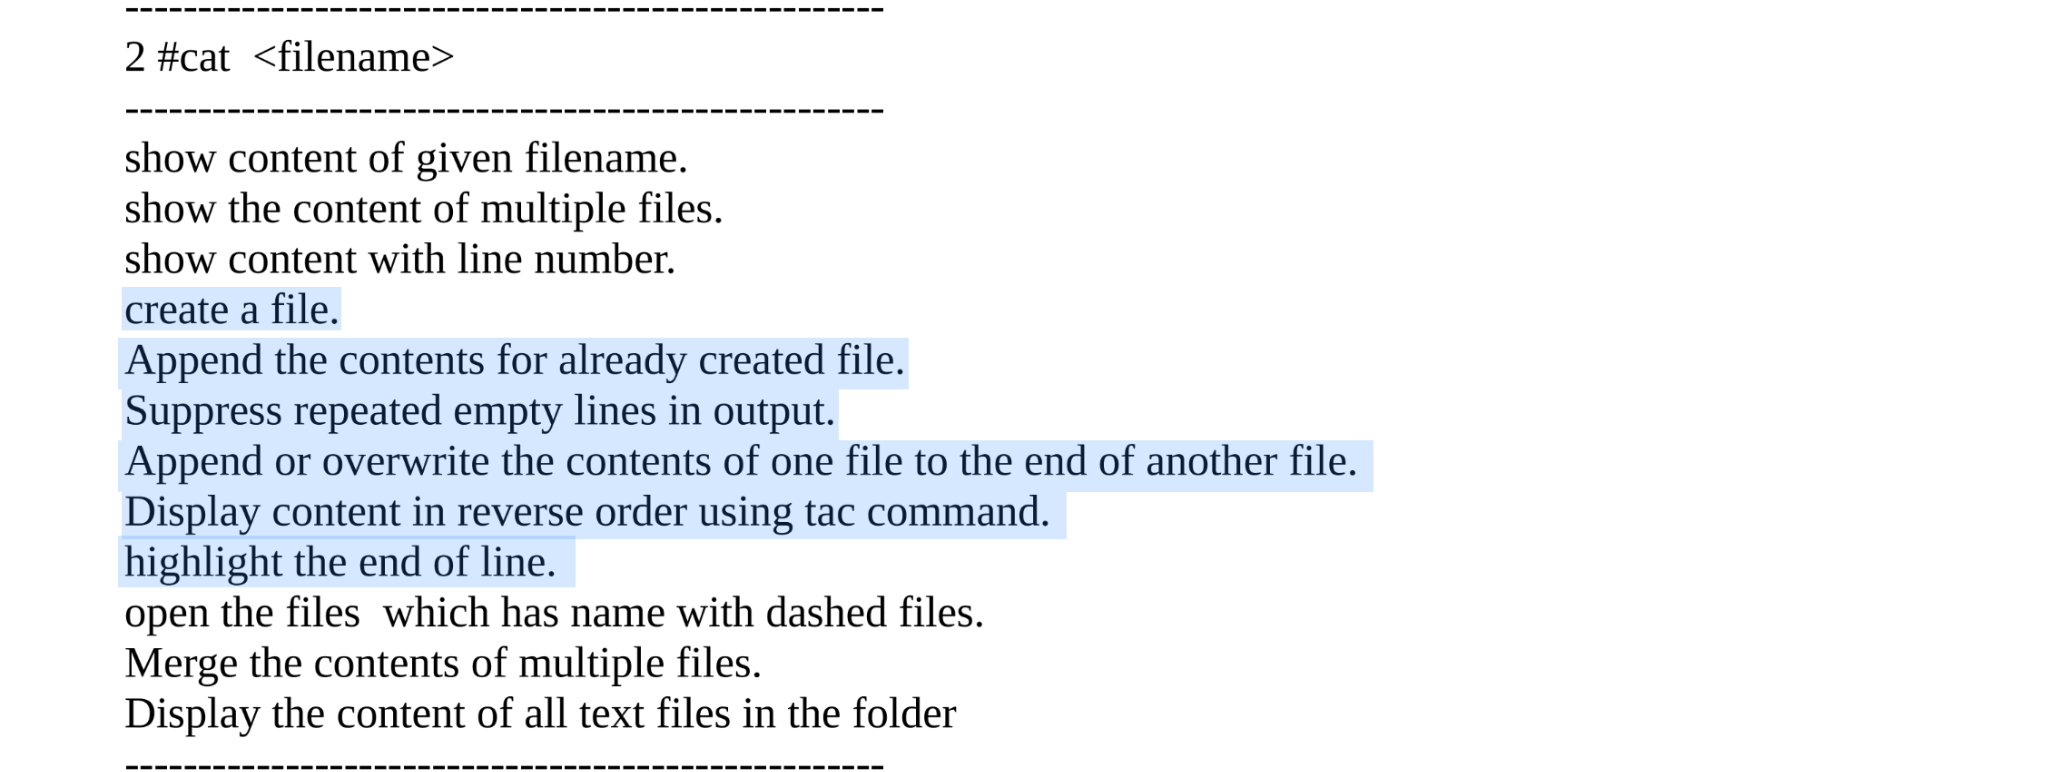 ----------------------------------------------------
2 #cat  <filename>
----------------------------------------------------
show content of given filename.
show the content of multiple files.
show content with line number.
create a file.
Append the contents for already created file.
Suppress repeated empty lines in output.
Append or overwrite the contents of one file to the end of another file.
Display content in reverse order using tac command.
highlight the end of line.
open the files  which has name with dashed files.
Merge the contents of multiple files.
Display the content of all text files in the folder
----------------------------------------------------